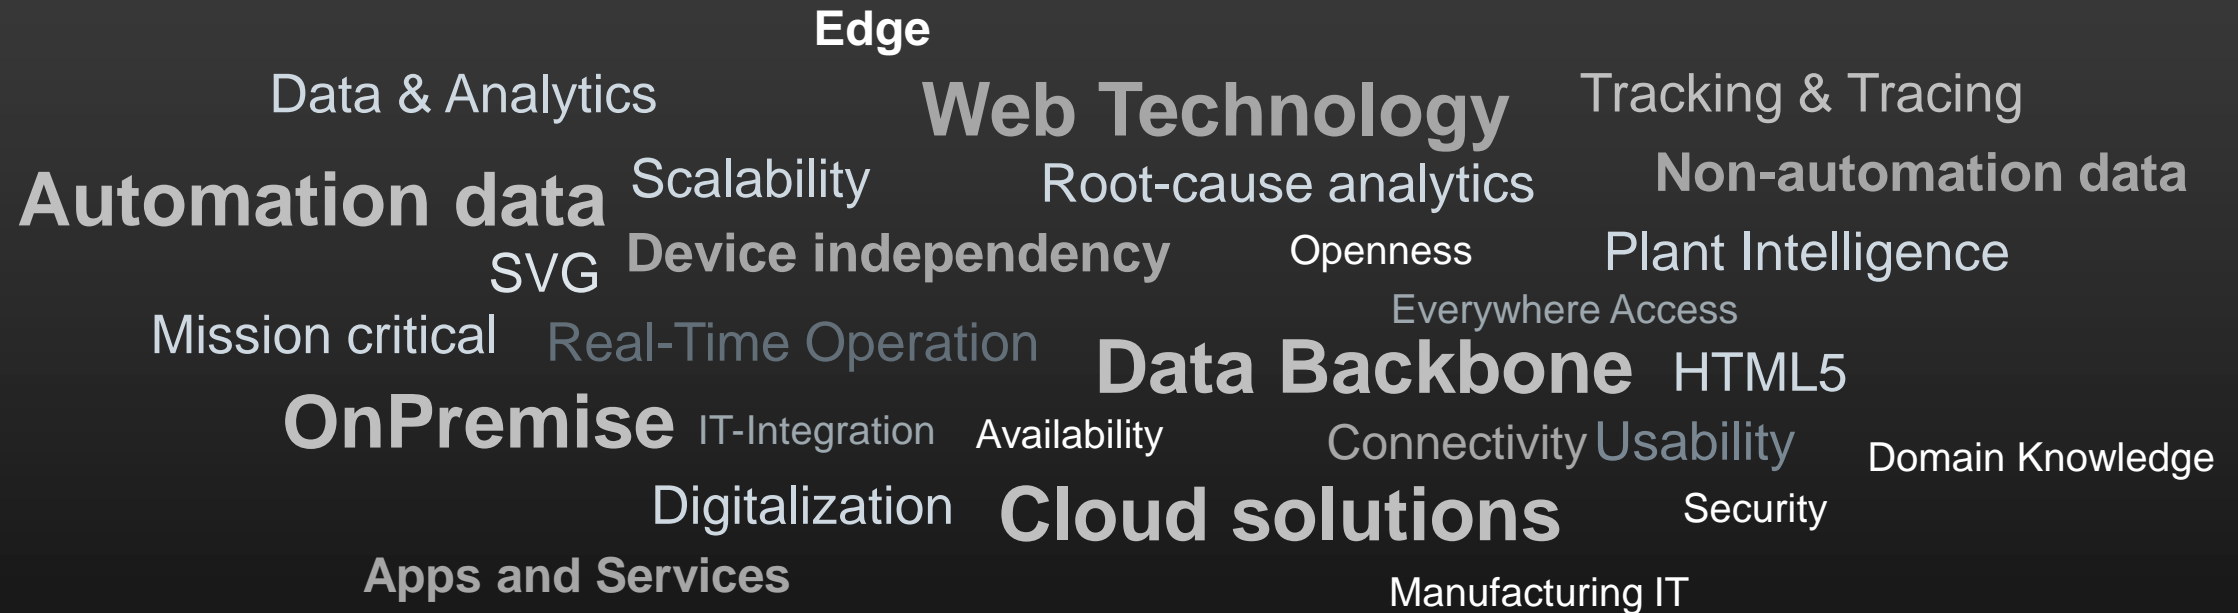 Edge
Data & Analytics
Web Technology
Tracking & Tracing
Automation data
Scalability
Root-cause analytics
Non-automation data
SVG
Device independency
Openness
Plant Intelligence
Everywhere Access
Mission critical
Real-Time Operation
Data Backbone
HTML5
OnPremise
IT-Integration
Availability
Connectivity
Usability
Domain Knowledge
Digitalization
Cloud solutions
Security
Apps and Services
Manufacturing IT